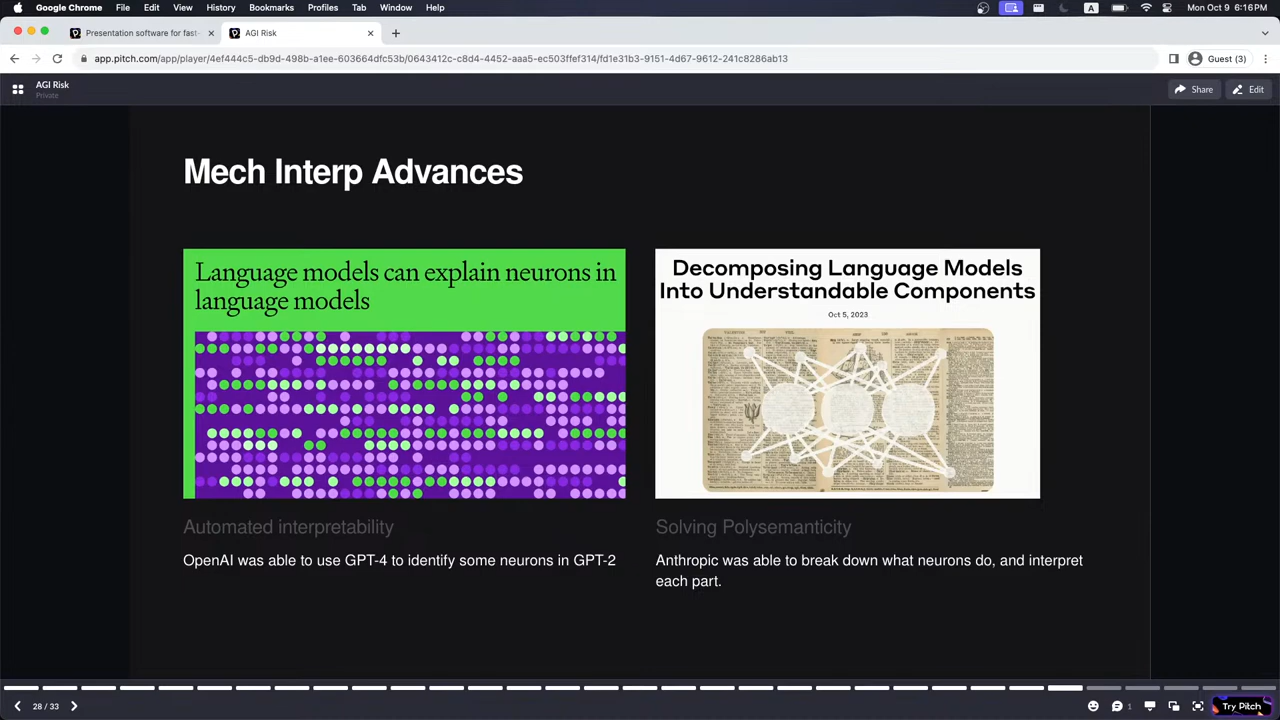 Google Chrome File Edit View History Bookmarks Profiles Tab Window Help A Mon Oct 9 6:16 PM
Presentation software for fast- AGI Risk
app.pitch.com/app/player/4ef444c5-db9d-498b-a1ee-603664dfc53b/0643412c-c8d4-4452-aaa5-ec503ffef314/fd1e31b3-9151-4d67-9612-241c8286ab13 Guest (3)
AGI Risk
Private
Share Edit
Mech Interp Advances
Language models can explain neurons in
language models
Decomposing Language Models
Into Understandable Components
Oct 5, 2023
Automated interpretability
OpenAI was able to use GPT-4 to identify some neurons in GPT-2
Solving Polysemanticity
Anthropic was able to break down what neurons do, and interpret
each part.
28 / 33 1 Try Pitch